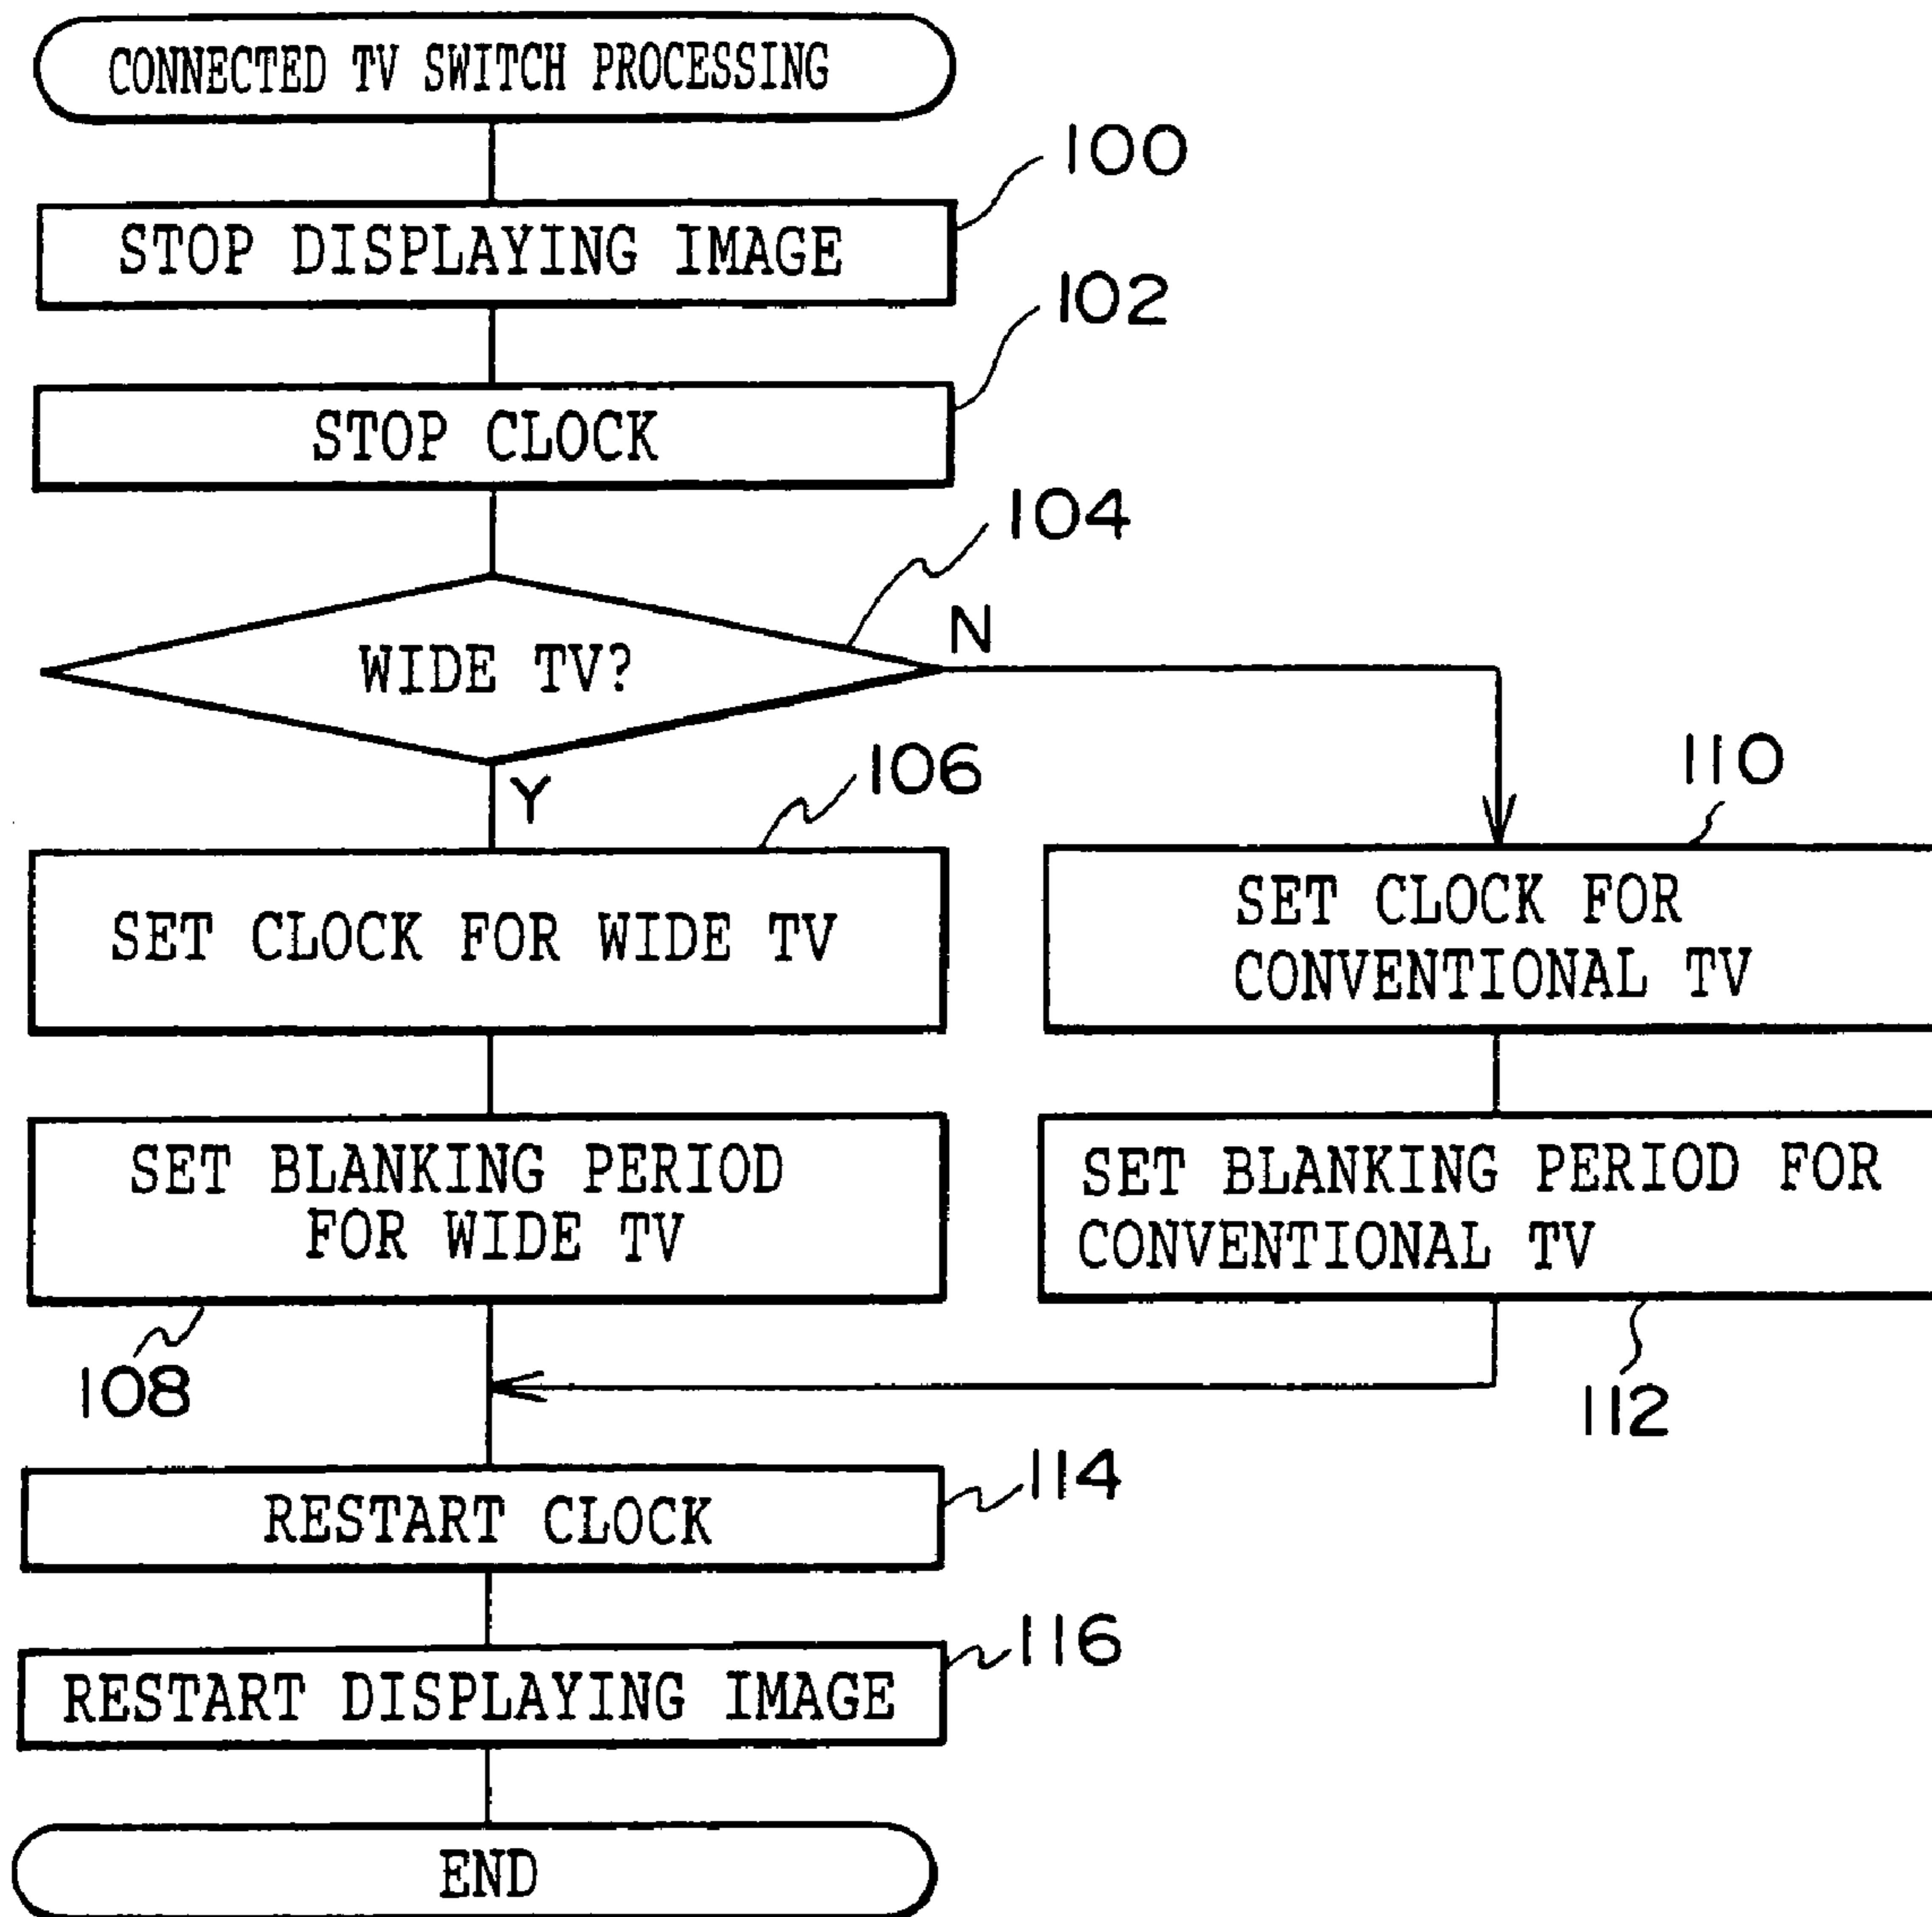 CONNECTED TV SWITCH PROCESSING
100
STOP DISPLAYING IMAGE
102
STOP CLOCK
104
WIDE TV?
N
Y
106
110
SET CLOCK FOR WIDE TV
SET CLOCK FOR
CONVENTIONAL TV
SET BLANKING PERIOD
FOR WIDE TV
SET BLANKING PERIOD FOR
CONVENTIONAL TV
108
112
114
RESTART CLOCK
116
RESTART DISPLAYING IMAGE
END